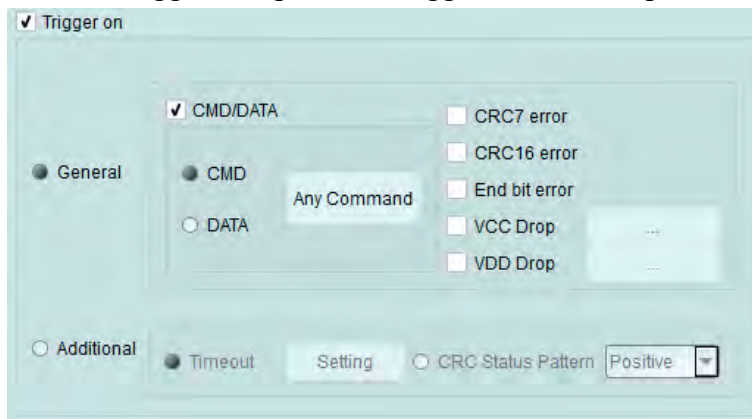 Trigger on
CMD/DATA
CRC7 error
CRC16 error
General
CMD
End bit error
Any Command
DATA
VCC Drop
...
VDD Drop
...
Additional
Timeout
Setting
CRC Status Pattern
Positive